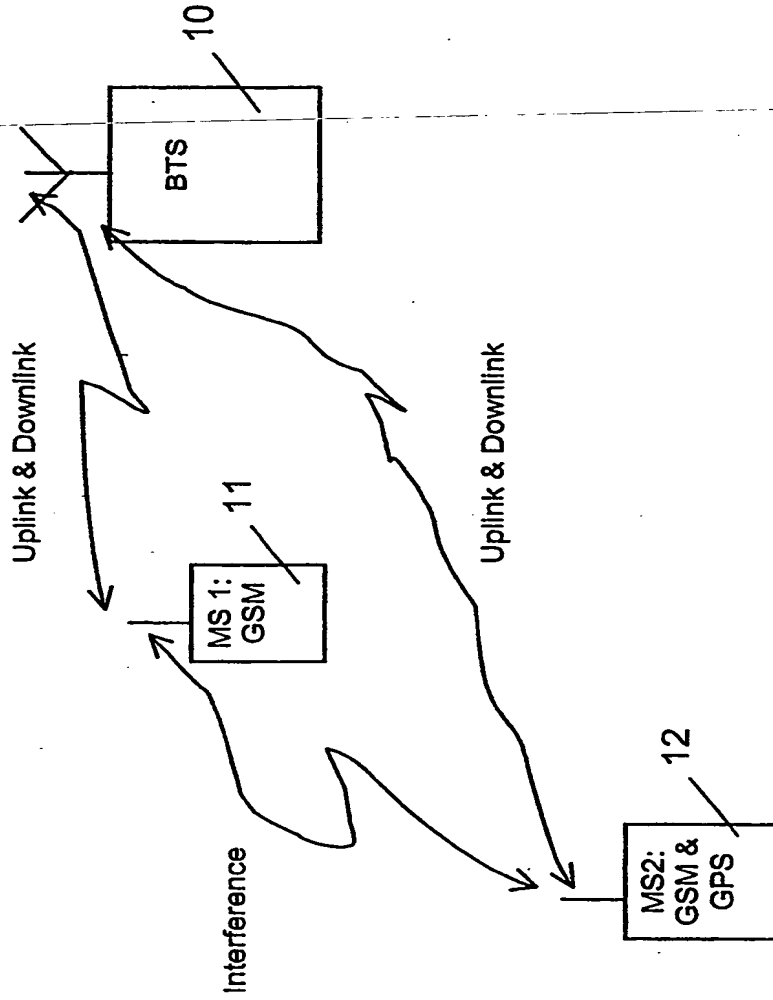 Uplink & Downlink
10
BTS
11
MS 1:
GSM
Uplink & Downlink
Interference
12
MS2:
GSM &
GPS